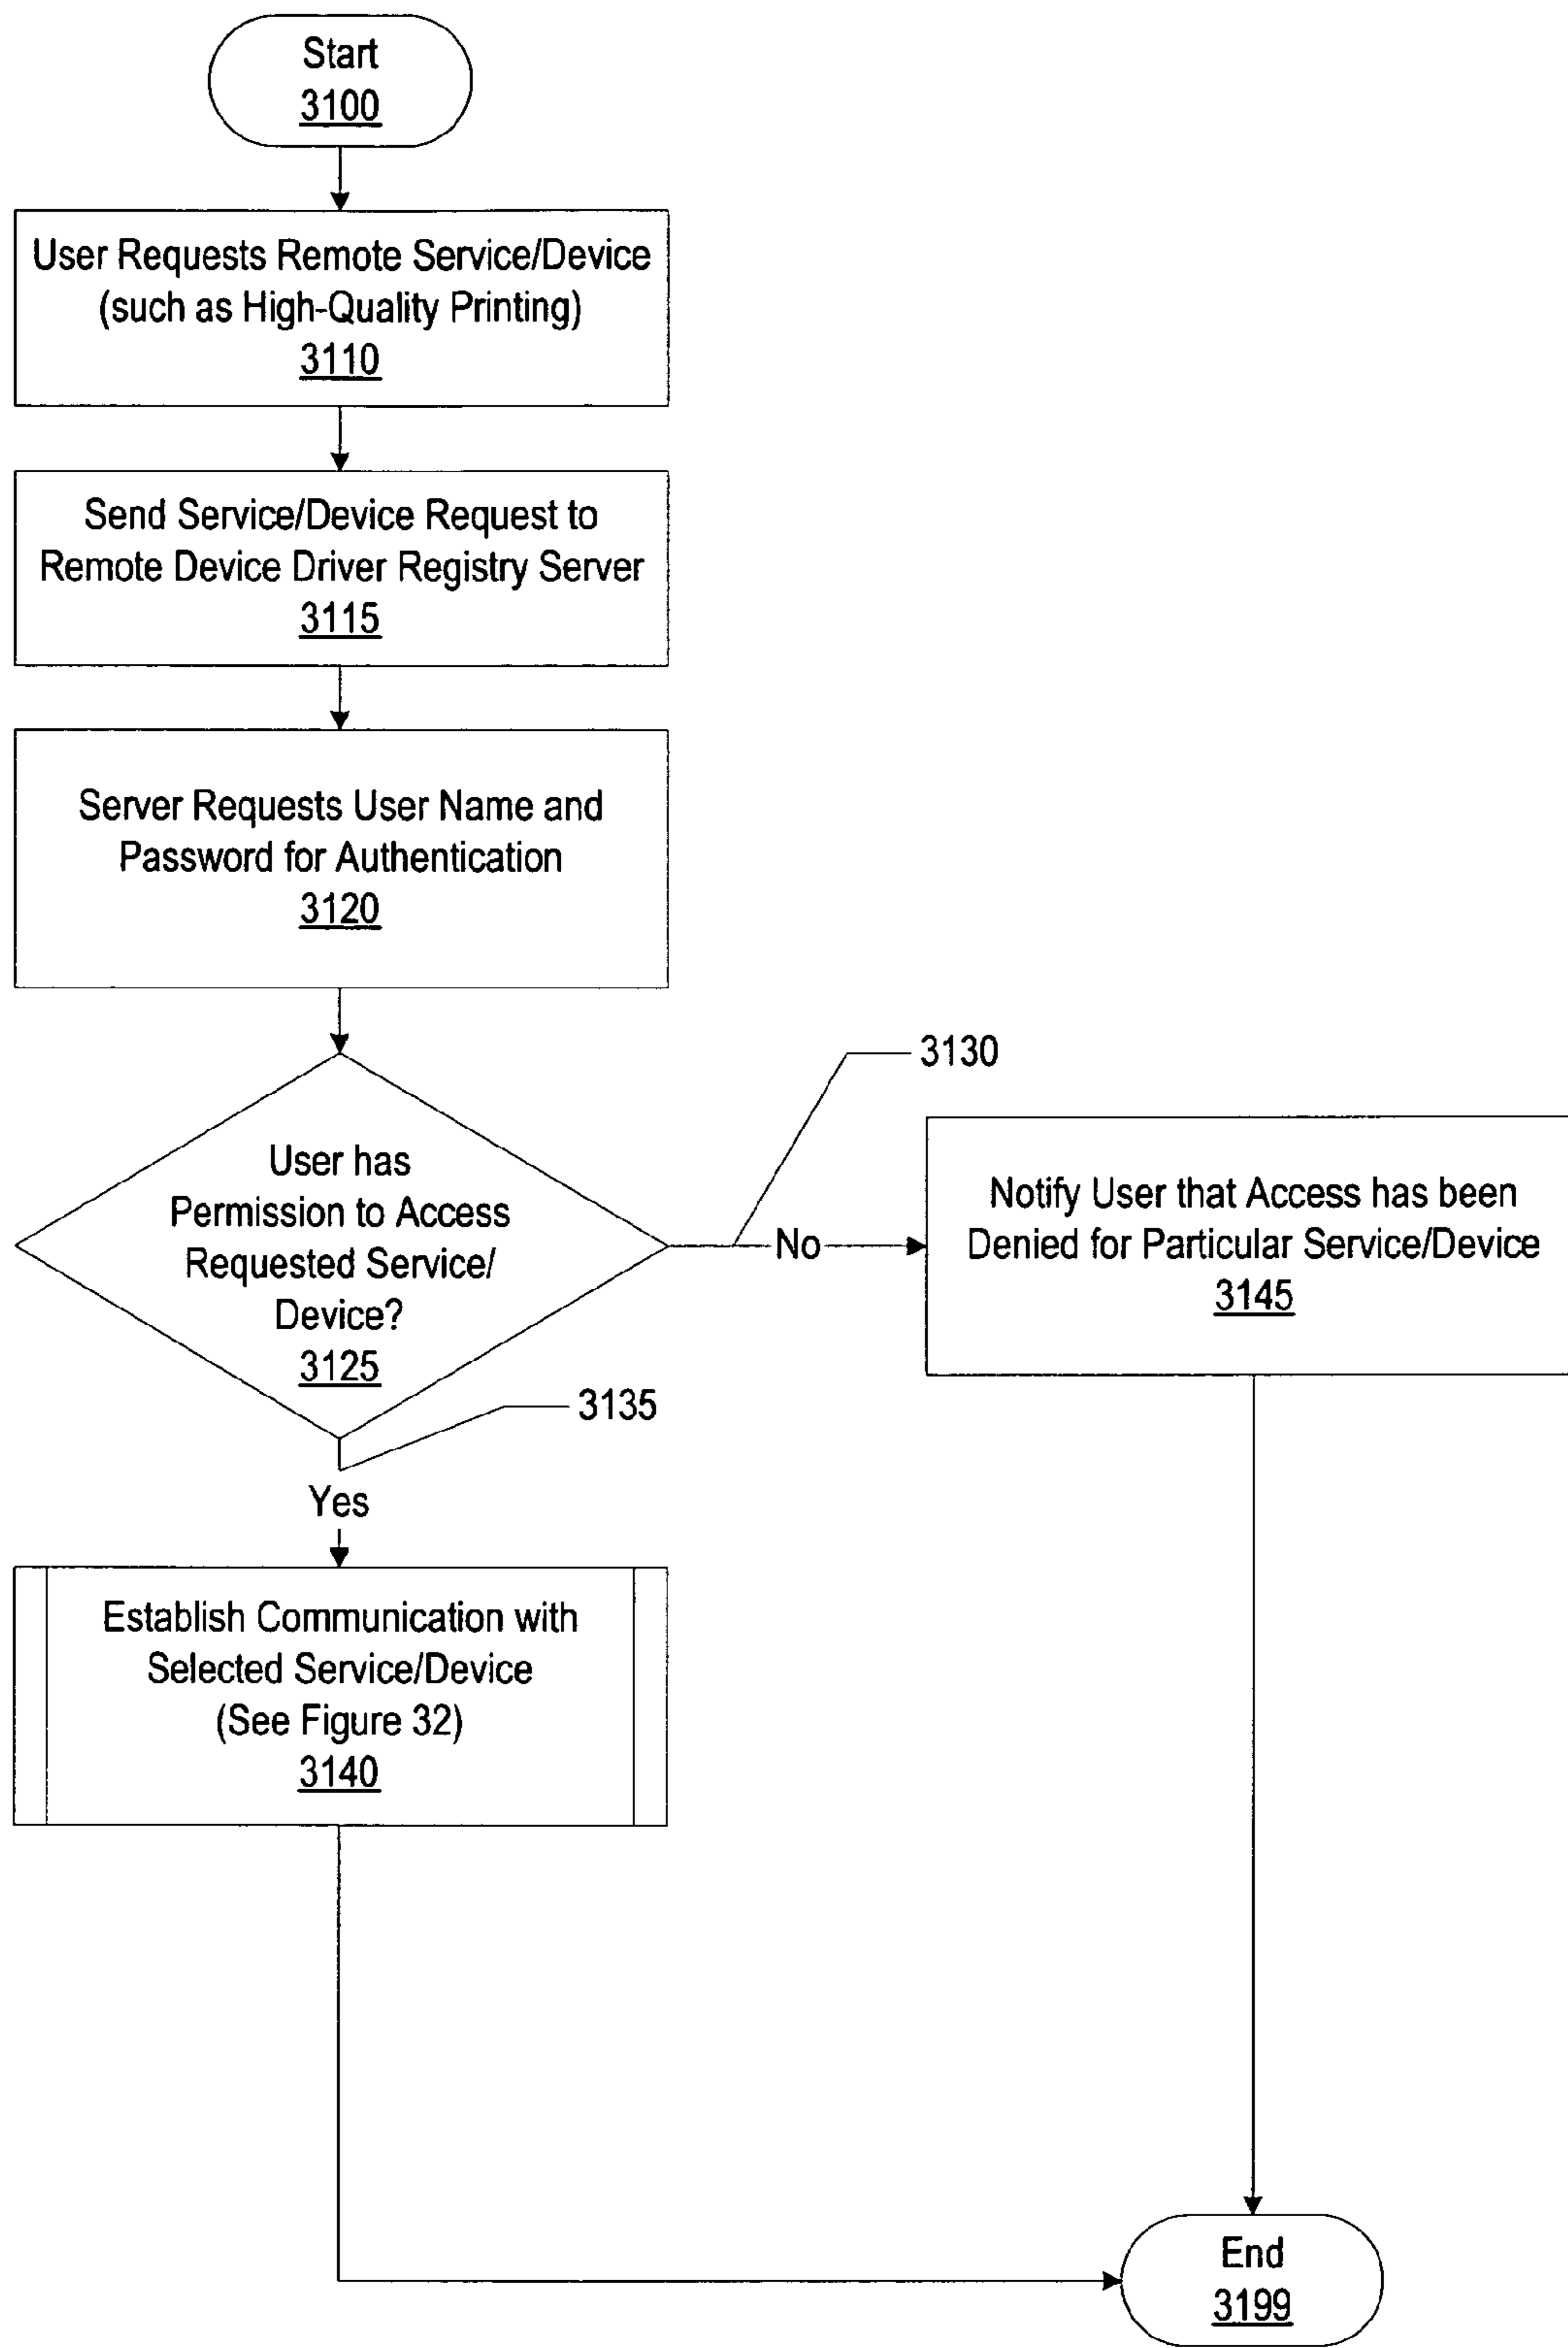 Start
3100
User Requests Remote Service/Device
(such as High-Quality Printing)
3110
Send Service/Device Request to
Remote Device Driver Registry Server
3115
Server Requests User Name and
Password for Authentication
3120
3130
User has
Permission to Access
Requested Service/
Device?
3125
No
Notify User that Access has been
Denied for Particular Service/Device
3145
3135
Yes
Establish Communication with
Selected Service/Device
(See Figure 32)
3140
End
3199